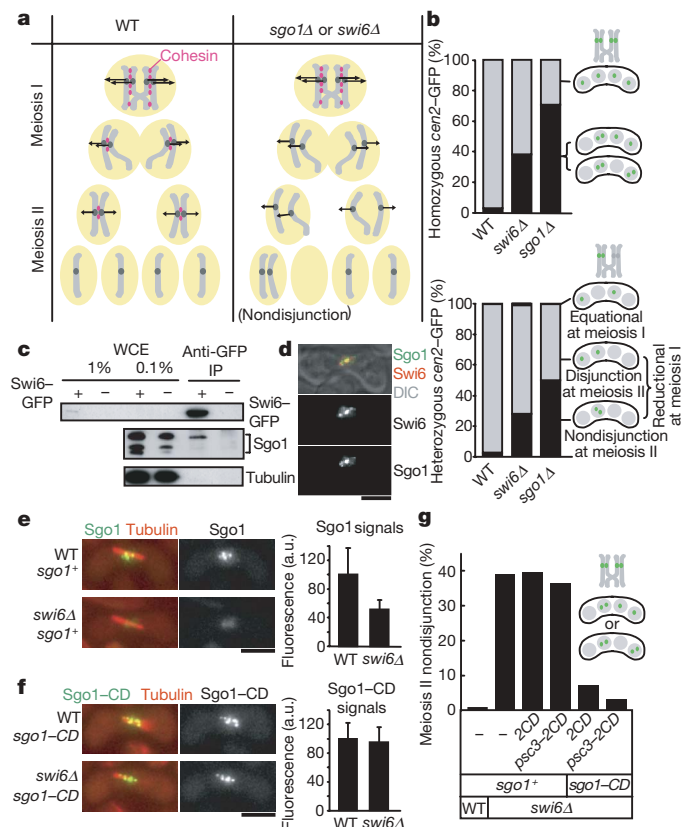 a
WT
sgo1Δ or swi6Δ
Cohesin
Meiosis I
Meiosis II
(Nondisjunction)
b
Homozygous cen2–GFP (%)
100
80
60
40
20
0
WT
swi6Δ
sgo1Δ
Heterozygous cen2–GFP (%)
100
80
60
40
20
0
WT
swi6Δ
sgo1Δ
Equational
at meiosis I
Disjunction
at meiosis II
Nondisjunction
at meiosis II
Reductional
at meiosis I
c
WCE
Anti-GFP
IP
1%
0.1%
Swi6–
GFP
+
–
+
–
+
–
Swi6–
GFP
Sgo1
Tubulin
d
Sgo1
Swi6
DIC
Swi6
Sgo1
e
Sgo1 Tubulin
Sgo1
WT
sgo1+
swi6Δ
sgo1+
Sgo1 signals
Fluorescence (a.u.)
120
80
40
0
WT
swi6Δ
f
Sgo1–CD Tubulin
Sgo1–CD
WT
sgo1–CD
swi6Δ
sgo1–CD
Sgo1–CD
signals
Fluorescence (a.u.)
120
80
40
0
WT
swi6Δ
g
Meiosis II nondisjunction (%)
40
20
0
or
–
–
2CD
psc3–2CD
2CD
psc3–2CD
sgo1+
sgo1–CD
WT
swi6Δ